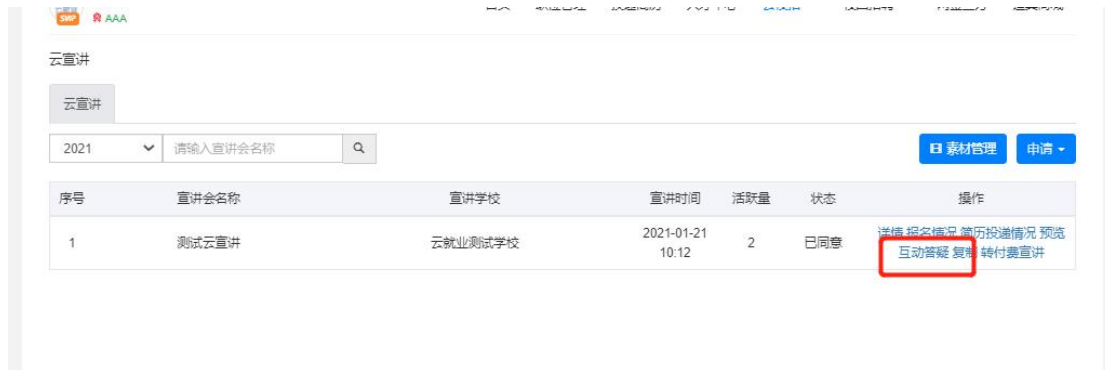 SWP AAA
云宣讲
云宣讲
2021 请输入宣讲会名称 素材管理 申请
序号 宣讲会名称 宣讲学校 宣讲时间 活跃量 状态 操作
1 测试云宣讲 云就业测试学校 2021-01-21 2 已同意 详情 报名情况 简历投递情况 预览
10:12 互动答疑 复制 转付费宣讲